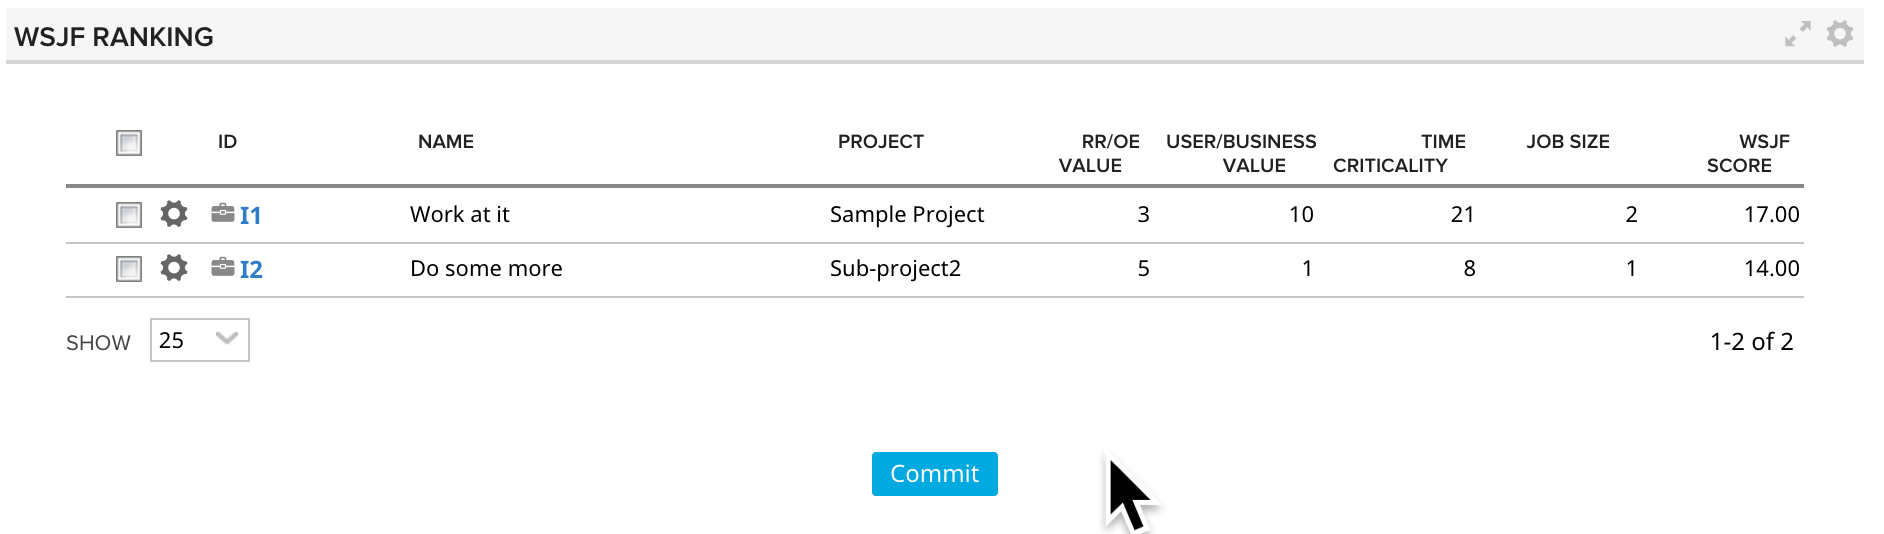 WSJF RANKING
ID NAME PROJECT RR/OE VALUE USER/BUSINESS VALUE TIME CRITICALITY JOB SIZE WSJF SCORE
I1 Work at it Sample Project 3 10 21 2 17.00
I2 Do some more Sub-project2 5 1 8 1 14.00
SHOW 25 1-2 of 2
Commit